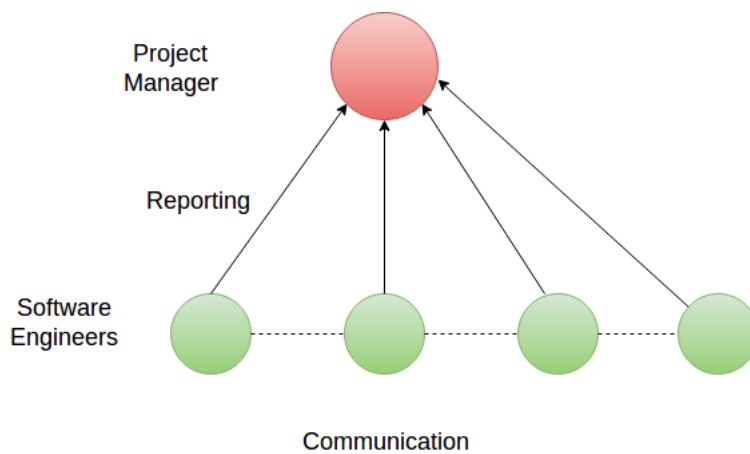 Project
Manager
Reporting
Software
Engineers
Communication